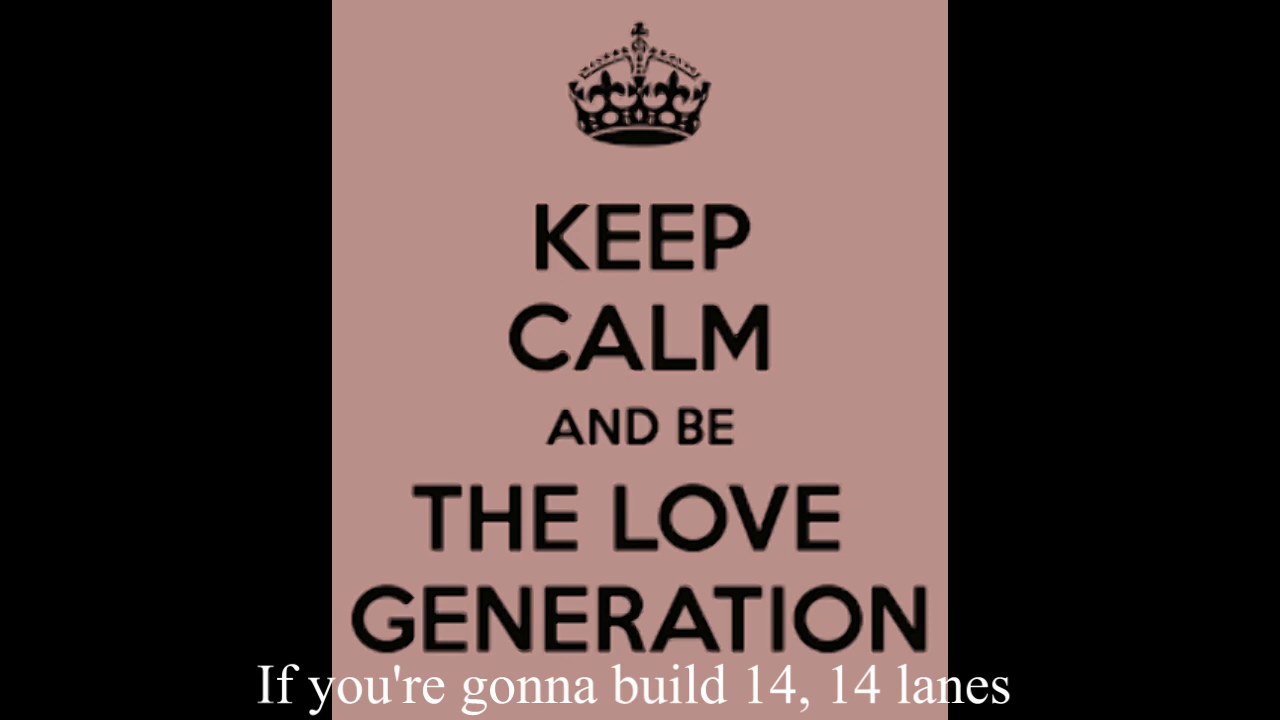 KEEP
CALM
AND BE
THE LOVE
GENERATION
If you're gonna build 14, 14 lanes